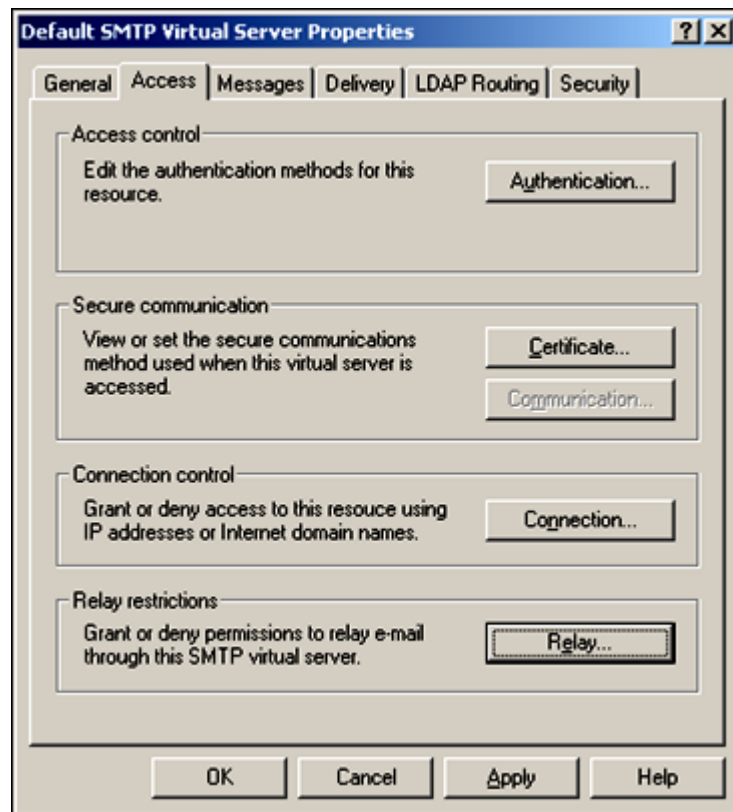 Default SMTP Virtual Server Properties
General Access Messages Delivery LDAP Routing Security
Access control
Edit the authentication methods for this
resource.
Authentication...
Secure communication
View or set the secure communications
method used when this virtual server is
accessed.
Certificate...
Communication...
Connection control
Grant or deny access to this resouce using
IP addresses or Internet domain names.
Connection...
Relay restrictions
Grant or deny permissions to relay e-mail
through this SMTP virtual server.
Relay...
OK Cancel Apply Help